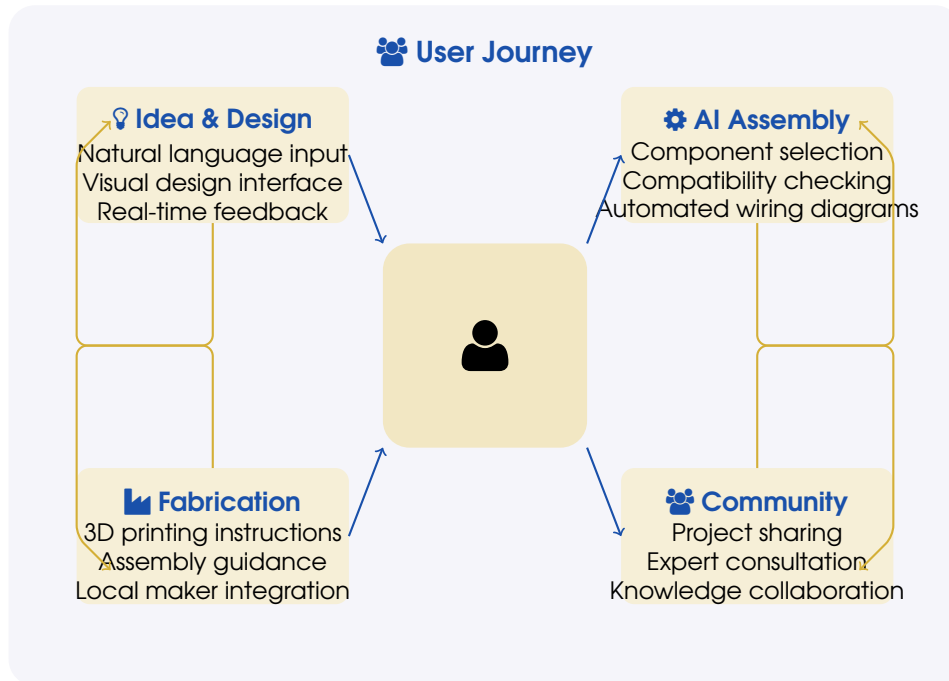 User Journey
Idea & Design
Natural language input
Visual design interface
Real-time feedback
AI Assembly
Component selection
Compatibility checking
Automated wiring diagrams
Fabrication
3D printing instructions
Assembly guidance
Local maker integration
Community
Project sharing
Expert consultation
Knowledge collaboration